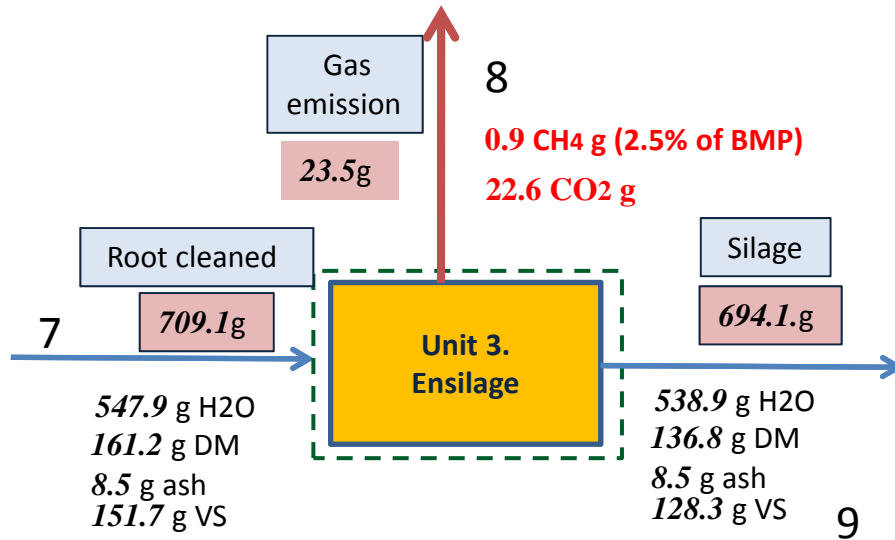 Gas
emission
23.5g
8
0.9 CH4 g (2.5% of BMP)
22.6 CO2 g
Root cleaned
709.1g
7
547.9 g H2O
161.2 g DM
8.5 g ash
151.7 g VS
Unit 3.
Ensilage
Silage
694.1.g
538.9 g H2O
136.8 g DM
8.5 g ash
128.3 g VS
9